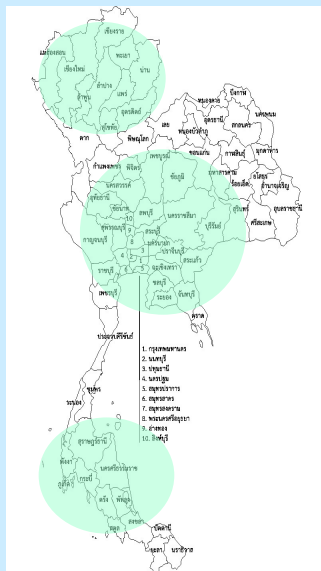 เชียงราย
แม่ฮ่องสอน
พะเยา
เชียงใหม่
น่าน
ลำปาง
ลำพูน
แพร่
อุตรดิตถ์
สุโขทัย
ตาก
พิษณุโลก
เลย
หนองคาย
บึงกาฬ
อุดรธานี
นครพนม
หนองบัวลำภู
สกลนคร
กำแพงเพชร
พิจิตร
เพชรบูรณ์
ขอนแก่น
กาฬสินธุ์
มุกดาหาร
ชัยภูมิ
มหาสารคาม
ร้อยเอ็ด
ยโสธร
อำนาจเจริญ
นครสวรรค์
อุทัยธานี
ชัยนาท
ลพบุรี
นครราชสีมา
บุรีรัมย์
สุรินทร์
ศรีสะเกษ
อุบลราชธานี
10
สุพรรณบุรี
9
สระบุรี
กาญจนบุรี
8
นครนายก
3
ปราจีนบุรี
4
2
1
สระแก้ว
ฉะเชิงเทรา
ราชบุรี
6
5
7
ชลบุรี
เพชรบุรี
ระยอง
จันทบุรี
ตราด
ประจวบคีรีขันธ์
1. กรุงเทพมหานคร
2. นนทบุรี
3. ปทุมธานี
4. นครปฐม
5. สมุทรปราการ
6. สมุทรสาคร
7. สมุทรสงคราม
8. พระนครศรีอยุธยา
9. อ่างทอง
10. สิงห์บุรี
ชุมพร
ระนอง
สุราษฎร์ธานี
พังงา
นครศรีธรรมราช
กระบี่
ภูเก็ต
ตรัง
พัทลุง
สงขลา
สตูล
ปัตตานี
ยะลา
นราธิวาส